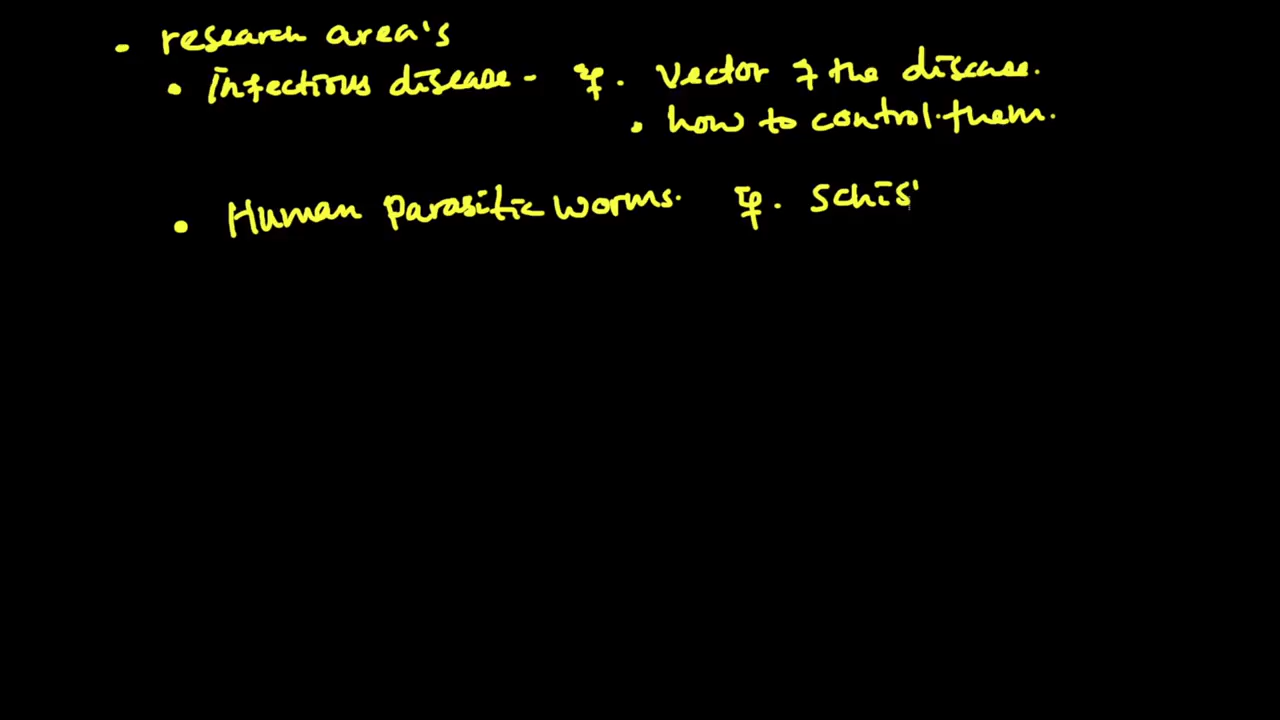 • research area's
• Infectious disease - Eg. Vector of the disease.
• how to control them.
• Human parasitic worms. Eg. Schis